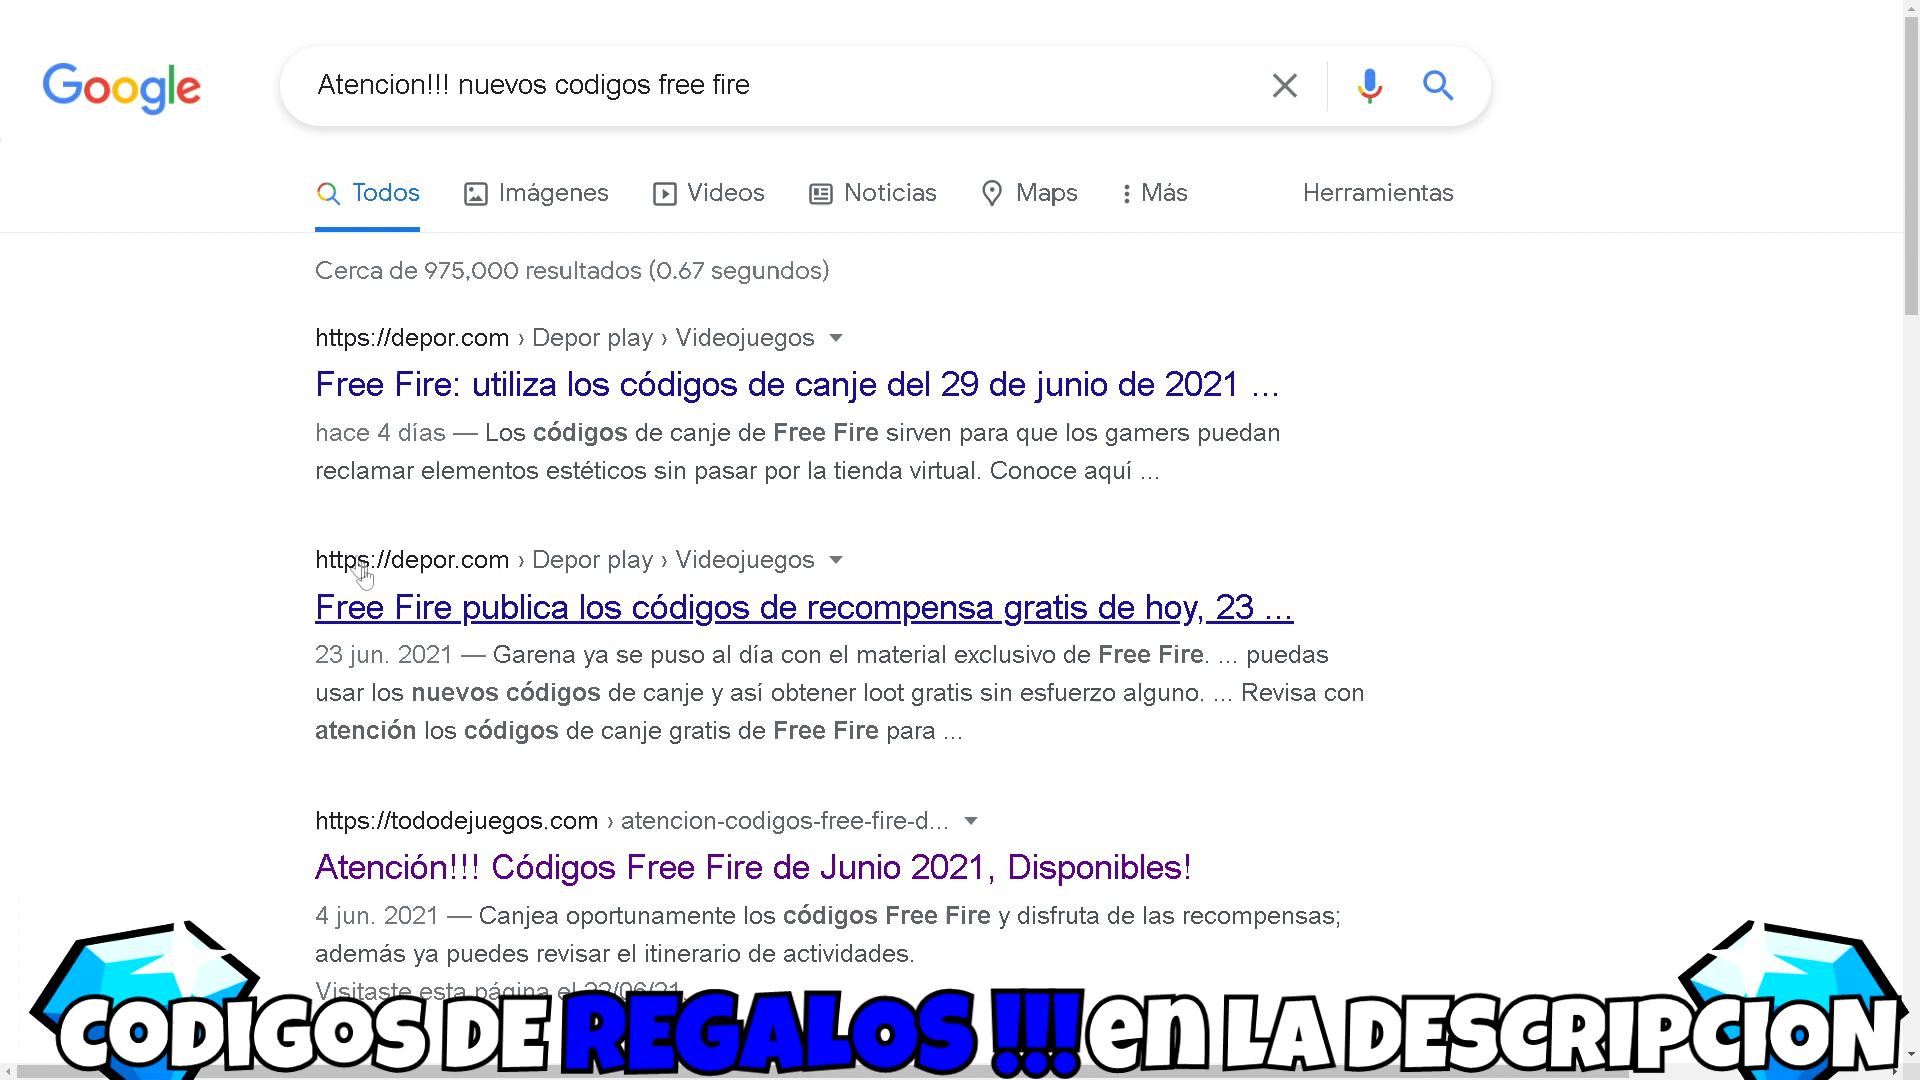 Google
Atencion!!! nuevos codigos free fire
Todos Imágenes Videos Noticias Maps Más Herramientas
Cerca de 975,000 resultados (0.67 segundos)
https://depor.com › Depor play › Videojuegos
Free Fire: utiliza los códigos de canje del 29 de junio de 2021 ...
hace 4 días — Los códigos de canje de Free Fire sirven para que los gamers puedan
reclamar elementos estéticos sin pasar por la tienda virtual. Conoce aquí ...
https://depor.com › Depor play › Videojuegos
Free Fire publica los códigos de recompensa gratis de hoy, 23 ...
23 jun. 2021 — Garena ya se puso al día con el material exclusivo de Free Fire. ... puedas
usar los nuevos códigos de canje y así obtener loot gratis sin esfuerzo alguno. ... Revisa con
atención los códigos de canje gratis de Free Fire para ...
https://tododejuegos.com › atencion-codigos-free-fire-d...
Atención!!! Códigos Free Fire de Junio 2021, Disponibles!
4 jun. 2021 — Canjea oportunamente los códigos Free Fire y disfruta de las recompensas;
además ya puedes revisar el itinerario de actividades.
Visitaste esta página el 22/06/21.
CODIGOS DE REGALOS !!! en LA DESCRIPCION